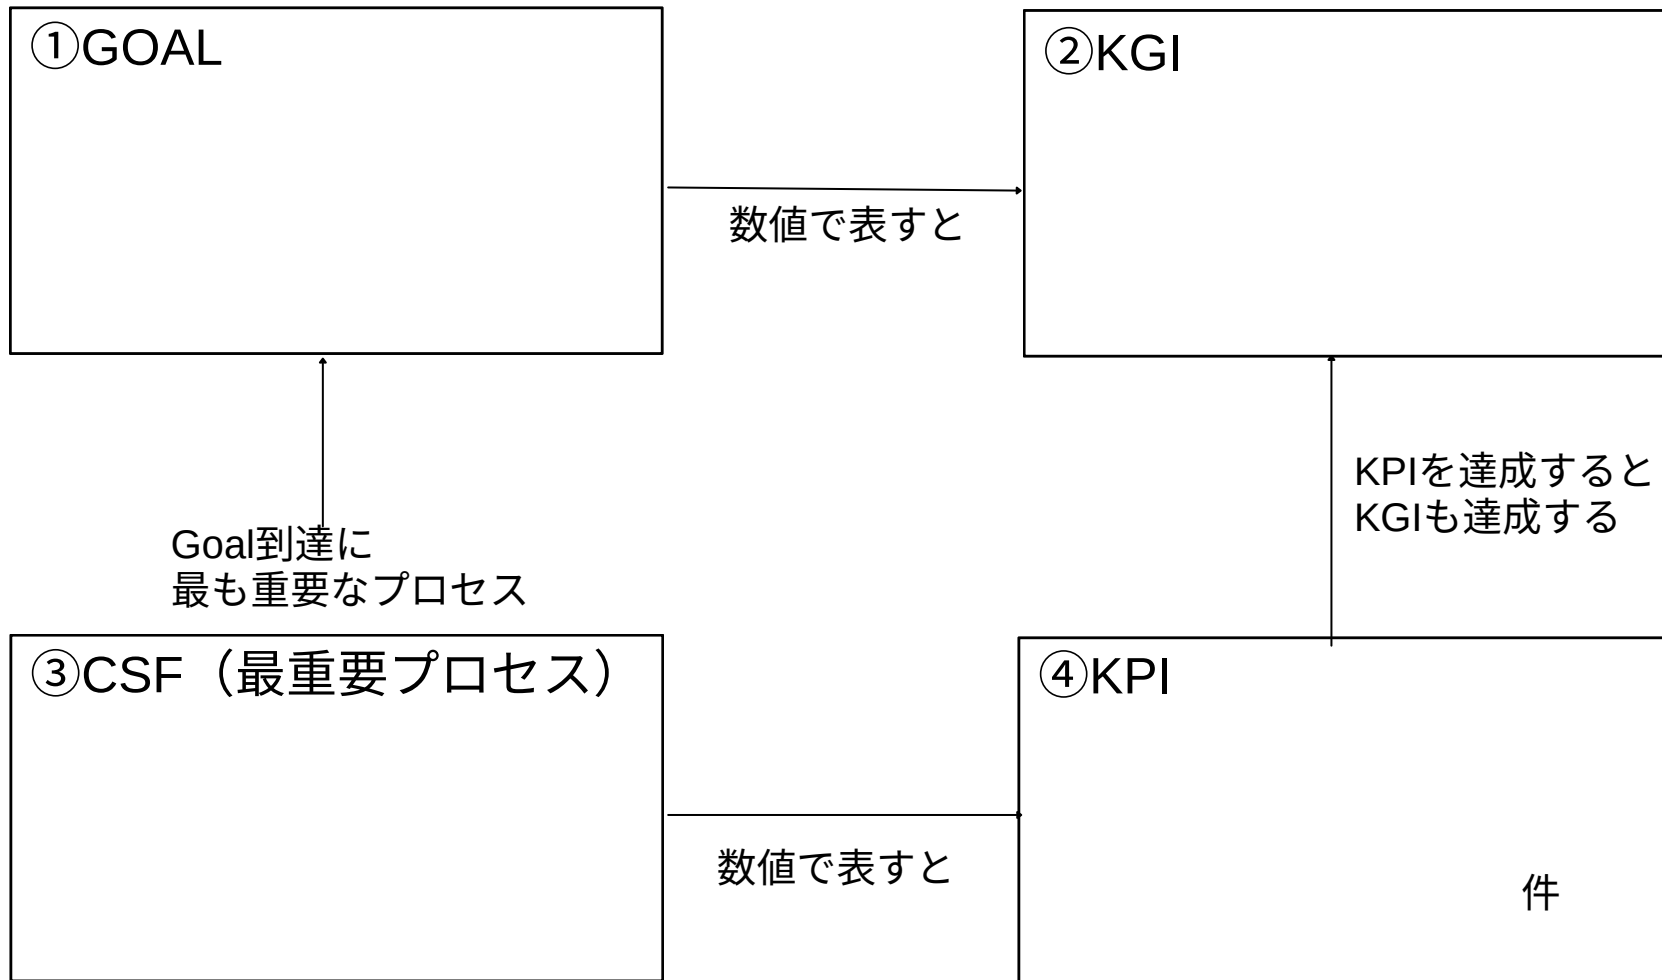 ①GOAL
②KGI
数値で表すと
Goal到達に
最も重要なプロセス
KPIを達成すると
KGIも達成する
③CSF（最重要プロセス）
④KPI
数値で表すと
件